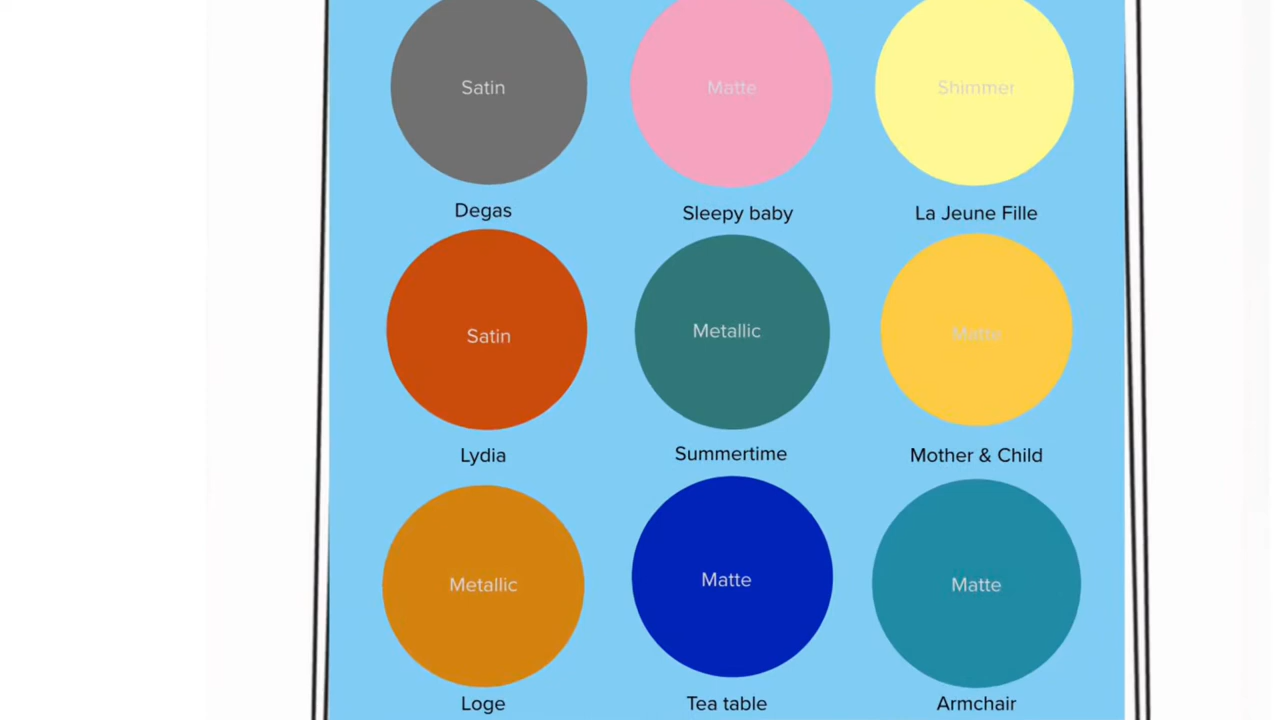 Satin
Matte
Shimmer
Degas
Sleepy baby
La Jeune Fille
Satin
Metallic
Matte
Lydia
Summertime
Mother & Child
Metallic
Matte
Matte
Loge
Tea table
Armchair